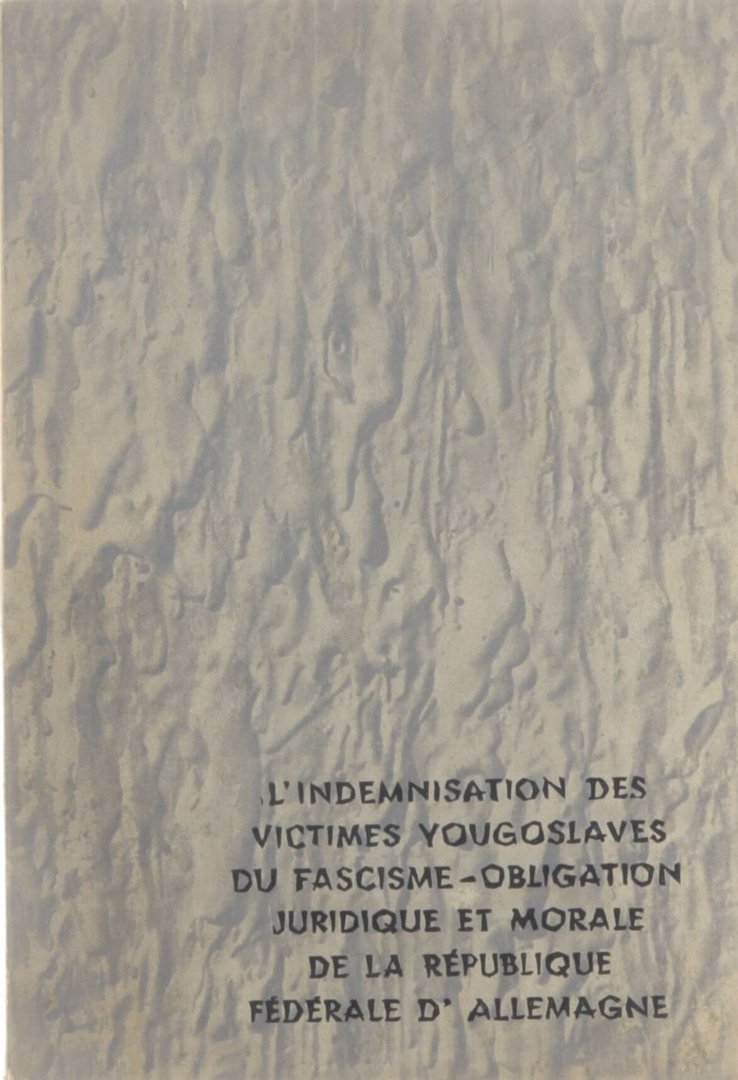 L'INDEMNISATION DES
VICTIMES YOUGOSLAVES
DU FASCISME-OBLIGATION
JURIDIQUE ET MORALE
DE LA RÉPUBLIQUE
FÉDÉRALE D'ALLEMAGNE